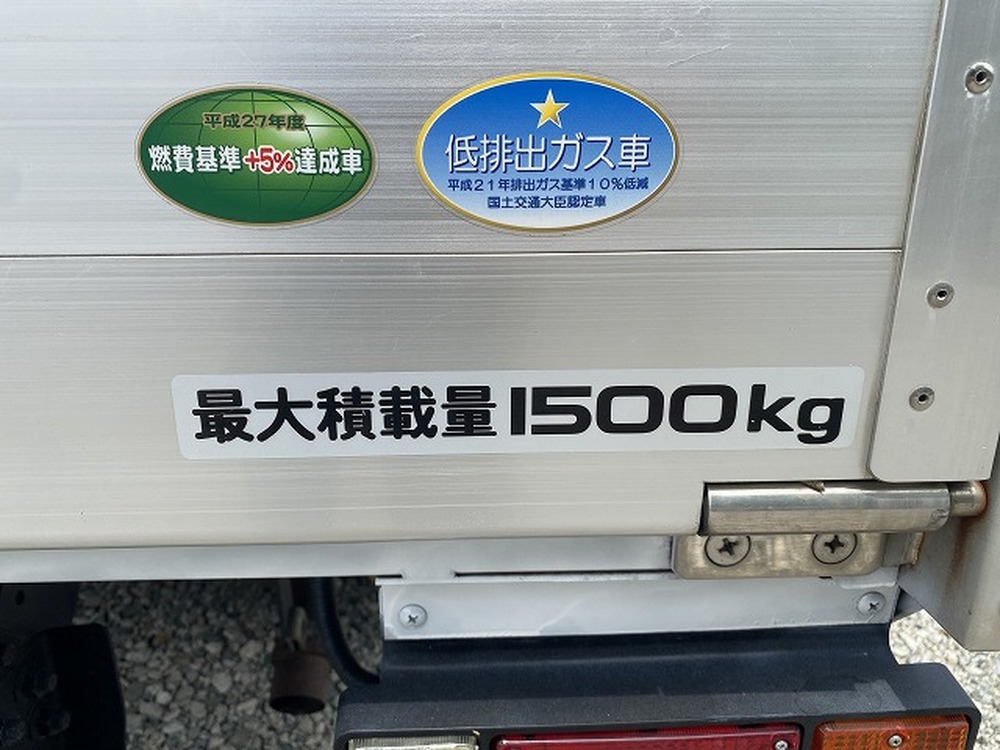 平成27年度
燃費基準+5%達成車
低排出ガス車
平成21年排出ガス基準10%低減
国土交通大臣認定車
最大積載量1500kg